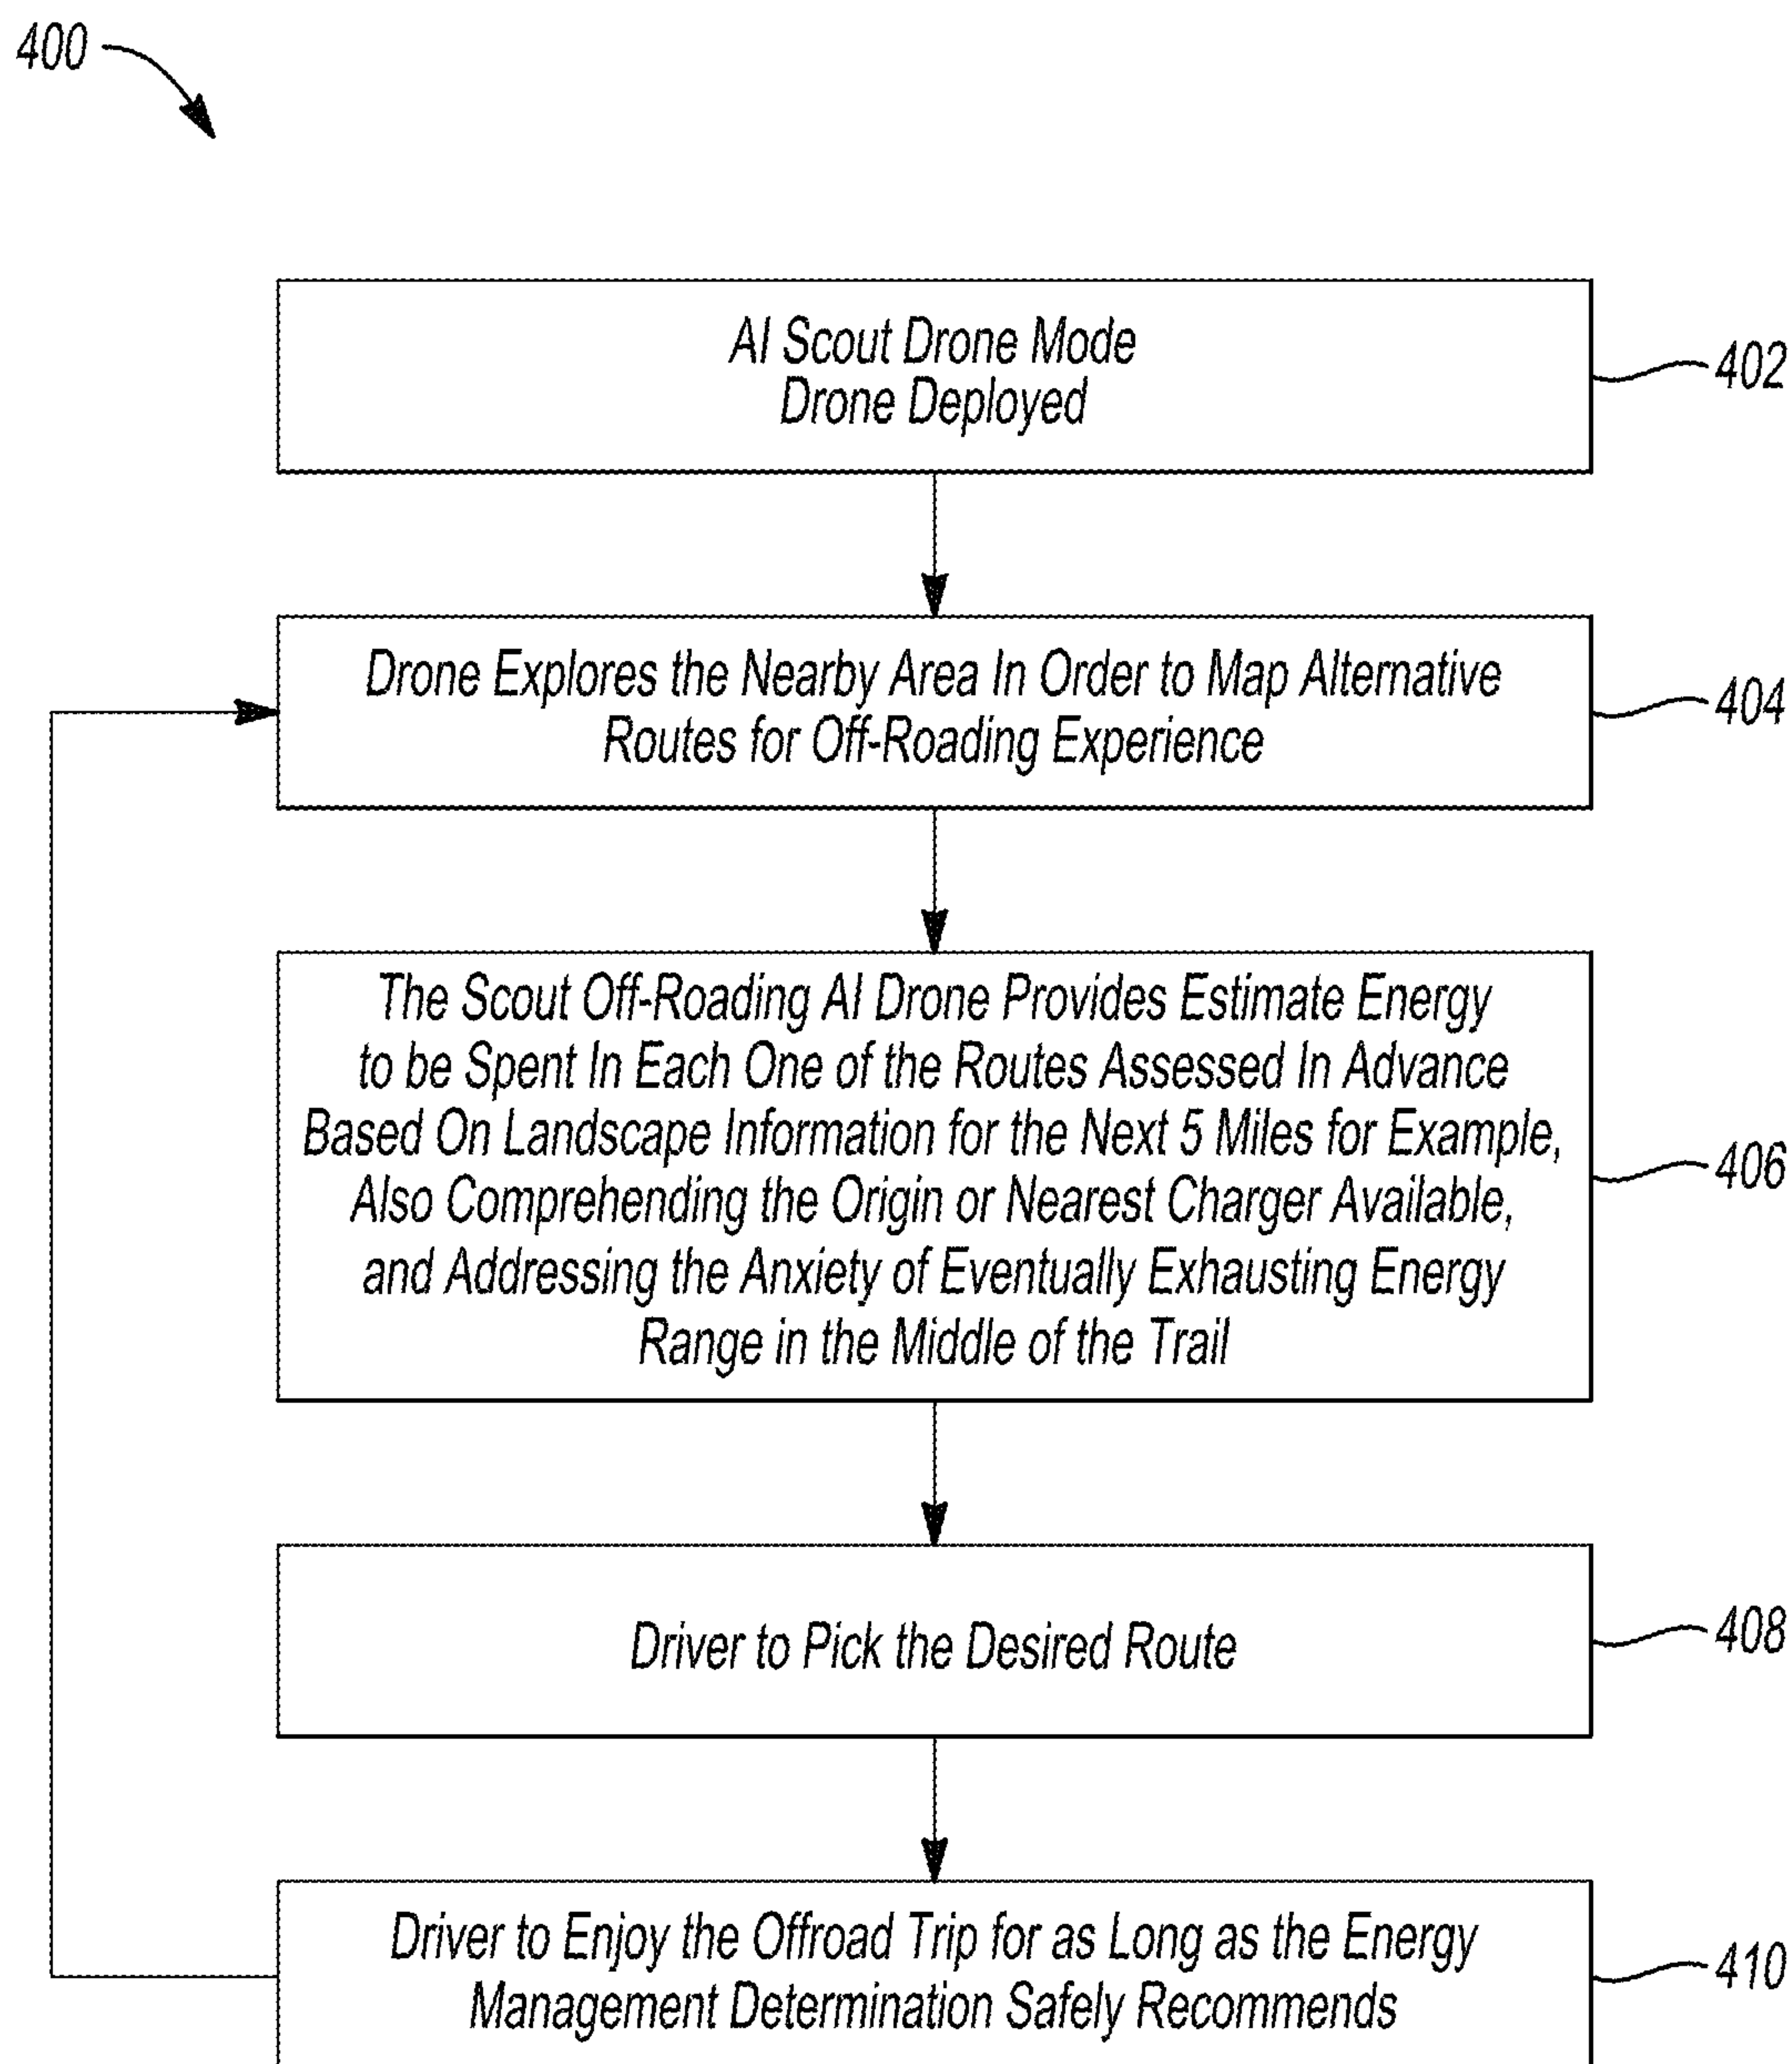 400
AI Scout Drone Mode
Drone Deployed
402
Drone Explores the Nearby Area In Order to Map Alternative
Routes for Off-Roading Experience
404
The Scout Off-Roading AI Drone Provides Estimate Energy
to be Spent In Each One of the Routes Assessed In Advance
Based On Landscape Information for the Next 5 Miles for Example,
Also Comprehending the Origin or Nearest Charger Available,
and Addressing the Anxiety of Eventually Exhausting Energy
Range in the Middle of the Trail
406
Driver to Pick the Desired Route
408
Driver to Enjoy the Offroad Trip for as Long as the Energy
Management Determination Safely Recommends
410